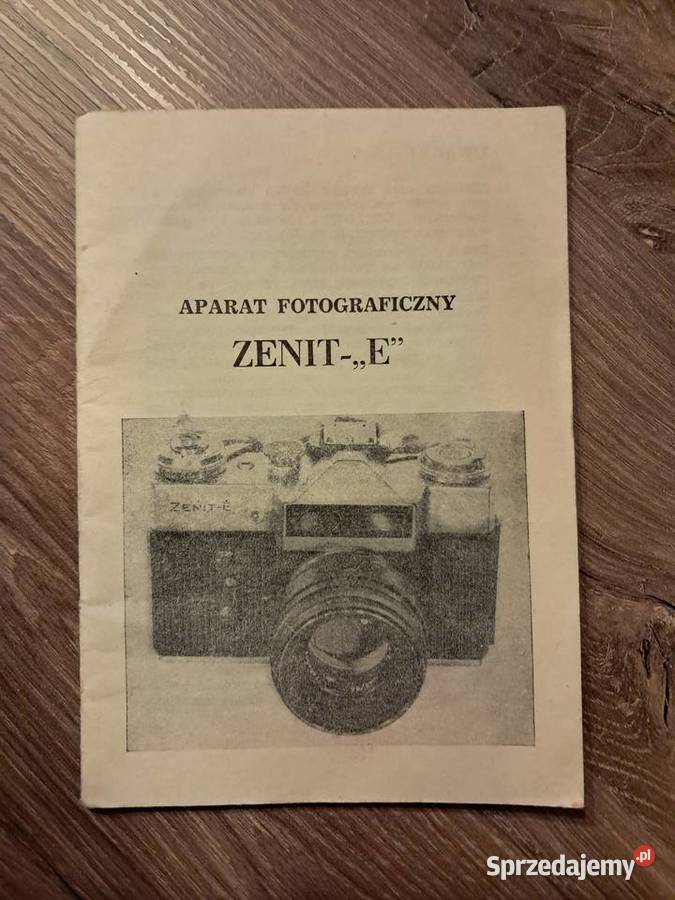 APARAT FOTOGRAFICZNY
ZENIT-„E”
ZENIT-E
Sprzedajemy.pl